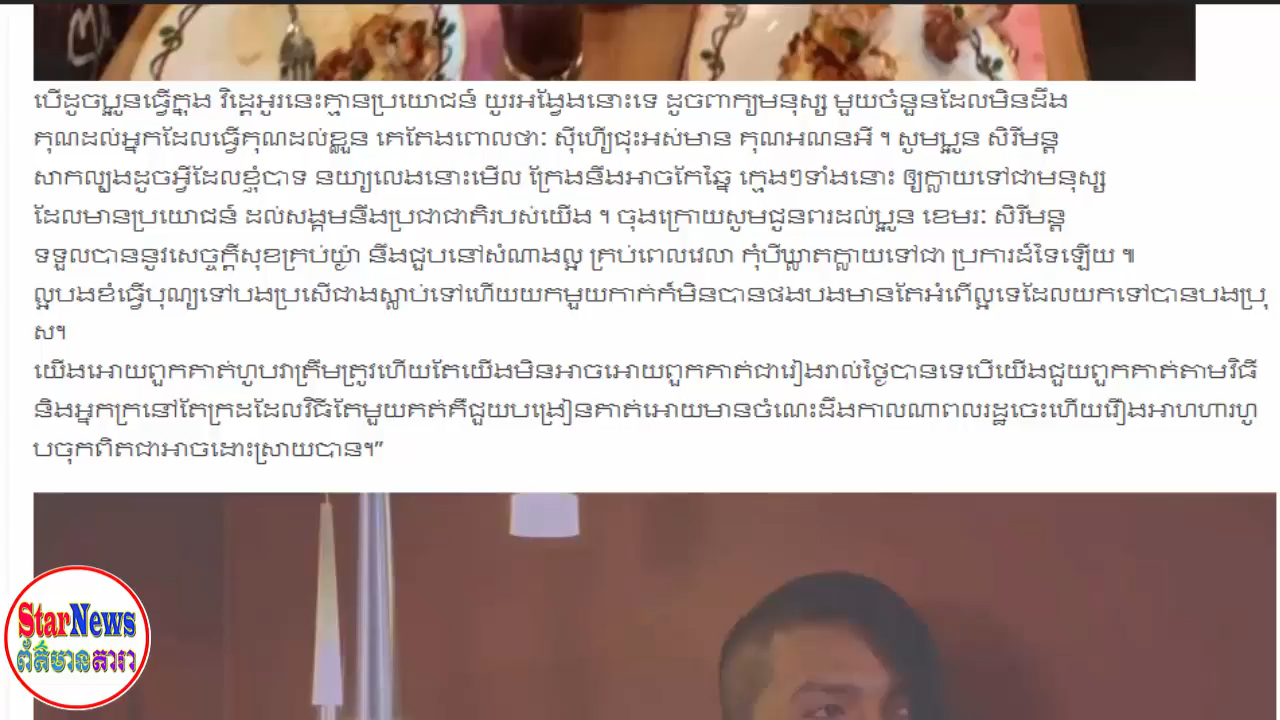 បើដូចប្អូនធ្វើក្នុង វិដ្ដេអូរនេះគ្មានប្រយោជន៍ យូរអង្វែងនោះទេ ដូចពាក្យមនុស្ស មួយចំនួនដែលមិនដឹង
គុណដល់អ្នកដែលធ្វើគុណដល់ខ្លួន គេតែងពោលថាៈ ស៊ីហ្យើជុះអស់មាន គុណអណនអី ។ សូមប្អូន សិរីមន្ត
សាកល្បងដូចអ្វីដែលខ្ញុំបាទ នយ្យាលេងនោះមើល ក្រែងនឹងអាចកែឆ្នៃ ក្មេងៗទាំងនោះ ឲ្យក្លាយទៅជាមនុស្ស
ដែលមានប្រយោជន៍ ដល់សង្គមនឹងប្រជាជាតិរបស់យើង ។ ចុងក្រោយសូមជូនពរដល់ប្អូន ខេមរៈ សិរីមន្ត
ទទួលបាននូវសេច្ចក្តីសុខគ្រប់យ៉្ង នឹងជួបនៅសំណាងល្អ គ្រប់ពេលវេលា កុំបីឃ្លាតក្លាយទៅជា ប្រការដ៏ទៃឡើយ ៕
ល្អបងខំធ្វើបុណ្យទៅបងប្រសើជាងស្លាប់ទៅហើយយកមួយកាក់ក៍មិនបានផងបងមានតែអំពើល្អទេដែលយកទៅបានបងប្រុ
ស។
យើងអោយពួកគាត់ហូបវាត្រឹមត្រូវហើយតែយើងមិនអាចអោយពួកគាត់ជារៀងរាល់ថ្ងៃបានទេបើយើងជួយពួកគាត់តាមវិធី
និងអ្នកក្រនៅតែក្រដដែលវិធីតែមួយគត់គឺជួយបង្រៀនគាត់អោយមានចំណេះដឹងកាលណាពលរដ្ឋចេះហើយរឿងអាហហារហូ
បចុកពិតជាអាចដោះស្រាយបាន។”
StarNews
ព័ត៌មានតារា